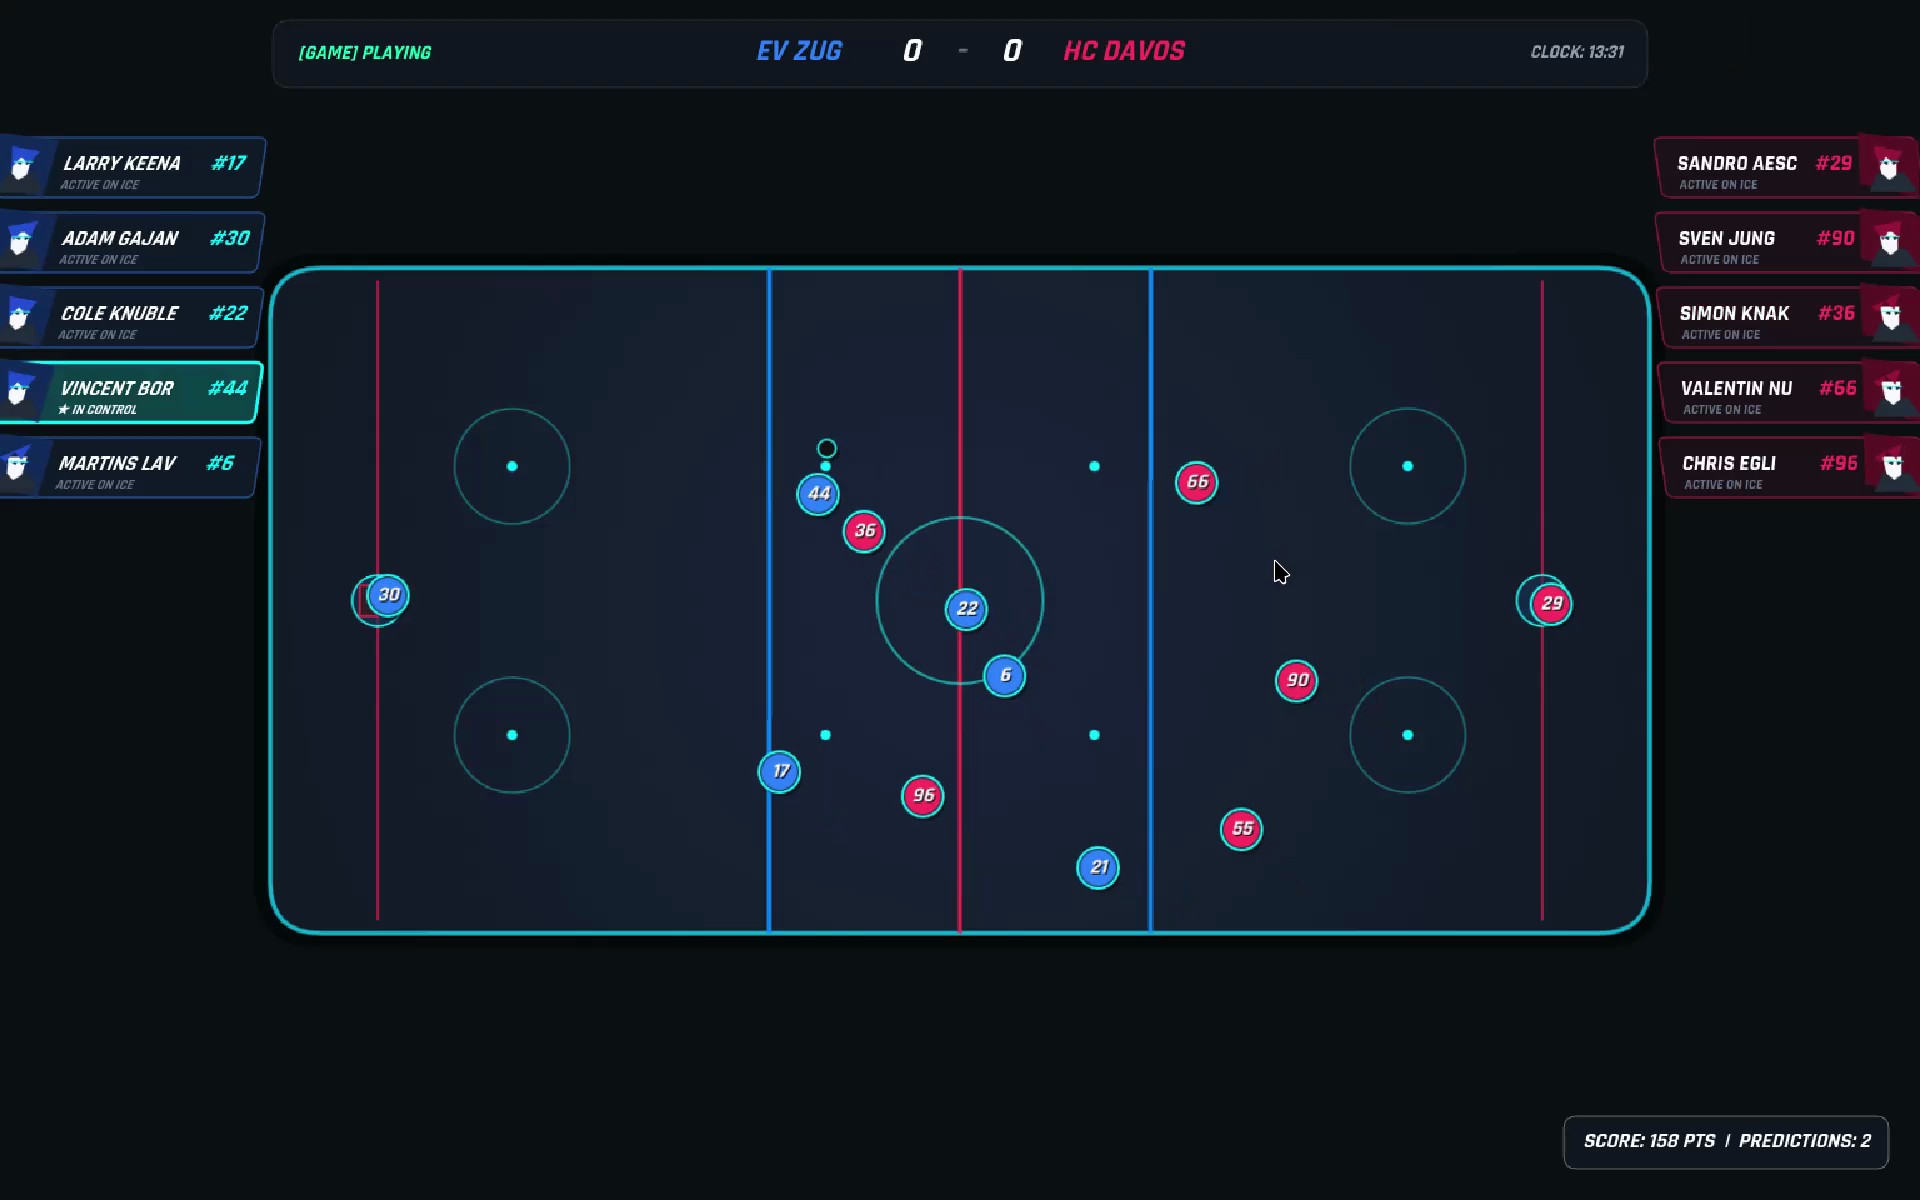 [GAME] PLAYING
EV ZUG 0 - 0 HC DAVOS
CLOCK: 13:31
LARRY KEENA #17
ACTIVE ON ICE
ADAM GAJAN #30
ACTIVE ON ICE
COLE KNUBLE #22
ACTIVE ON ICE
VINCENT BOR #44
★ IN CONTROL
MARTINS LAV #6
ACTIVE ON ICE
SANDRO AESC #29
ACTIVE ON ICE
SVEN JUNG #90
ACTIVE ON ICE
SIMON KNAK #36
ACTIVE ON ICE
VALENTIN NU #66
ACTIVE ON ICE
CHRIS EGLI #96
ACTIVE ON ICE
66
44
36
30
22
29
6
90
17
96
55
21
SCORE: 158 PTS | PREDICTIONS: 2